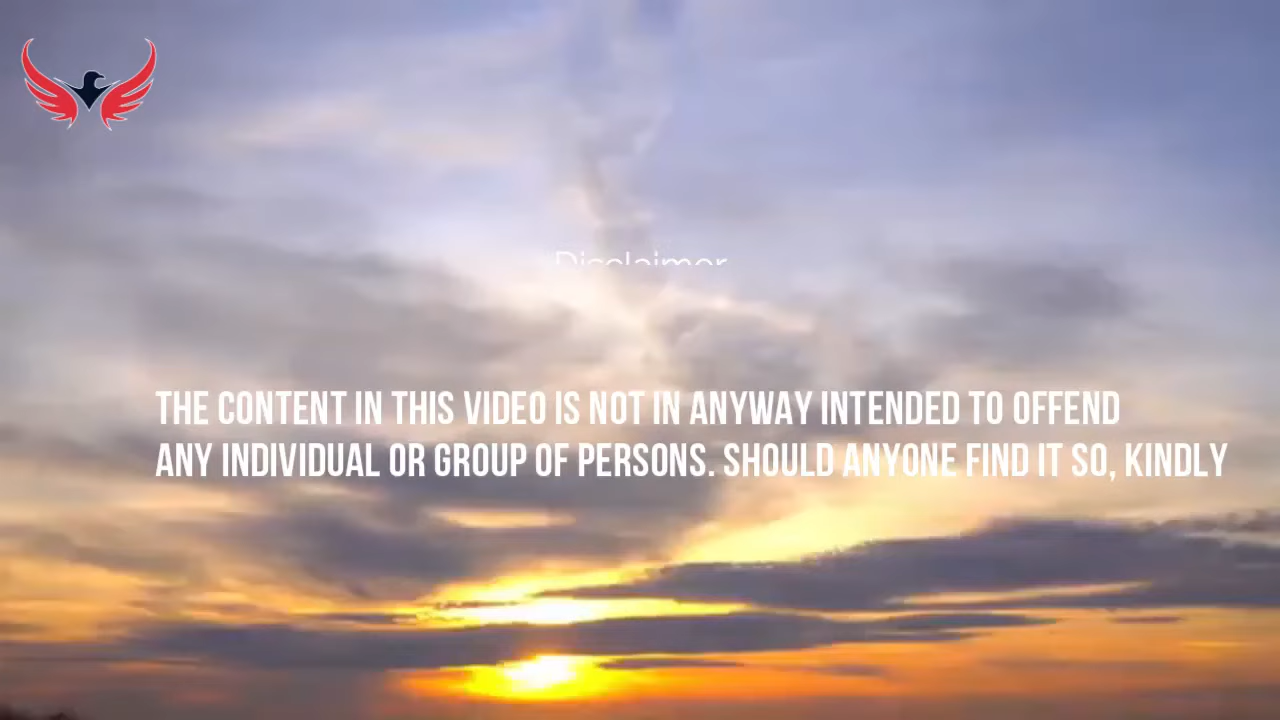 Disclaimer
THE CONTENT IN THIS VIDEO IS NOT IN ANYWAY INTENDED TO OFFEND
ANY INDIVIDUAL OR GROUP OF PERSONS. SHOULD ANYONE FIND IT SO, KINDLY